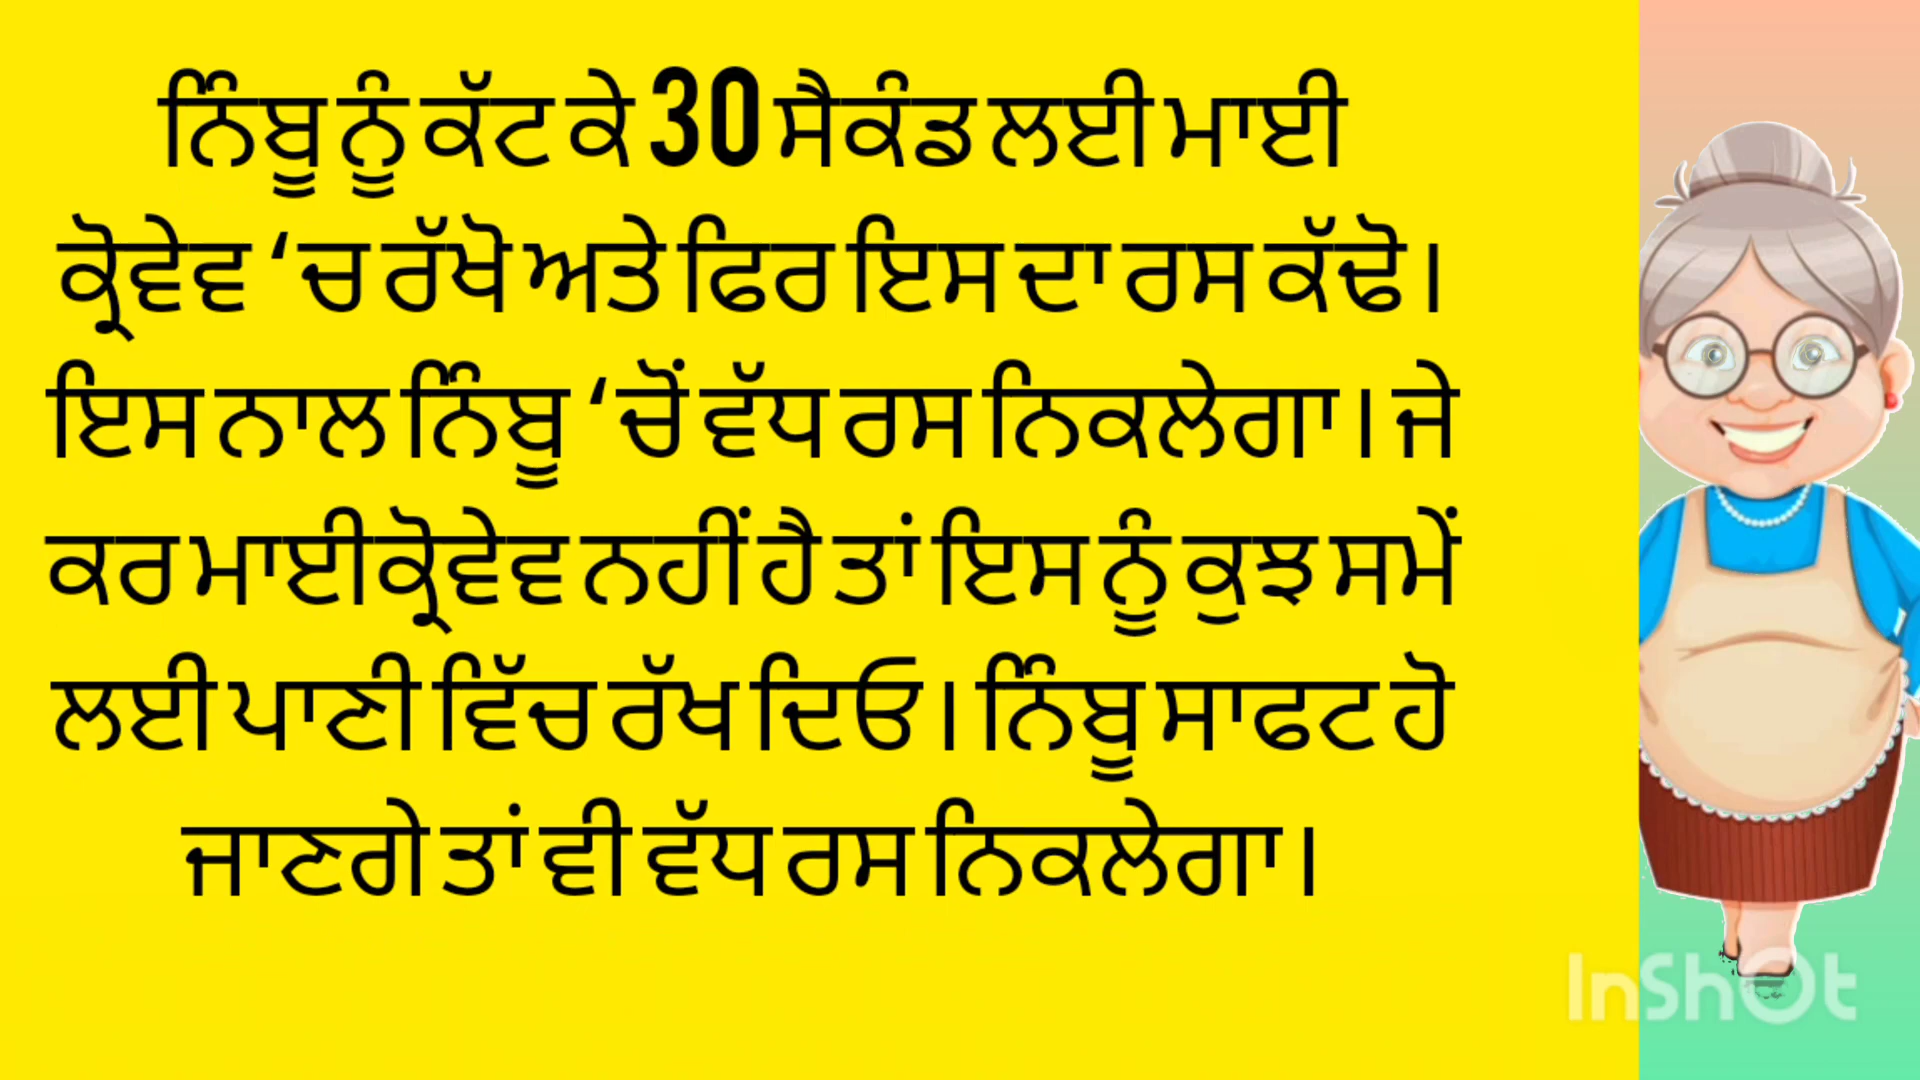 ਨਿੰਬੂ ਨੂੰ ਕੱਟ ਕੇ 30 ਸੈਕੰਡ ਲਈ ਮਾਈ
ਕ੍ਰੋਵੇਵ ‘ਚ ਰੱਖੋ ਅਤੇ ਫਿਰ ਇਸ ਦਾ ਰਸ ਕੱਢੋ।
ਇਸ ਨਾਲ ਨਿੰਬੂ ‘ਚੋਂ ਵੱਧ ਰਸ ਨਿਕਲੇਗਾ। ਜੇ
ਕਰ ਮਾਈਕ੍ਰੋਵੇਵ ਨਹੀਂ ਹੈ ਤਾਂ ਇਸ ਨੂੰ ਕੁਝ ਸਮੇਂ
ਲਈ ਪਾਣੀ ਵਿੱਚ ਰੱਖ ਦਿਓ। ਨਿੰਬੂ ਸਾਫਟ ਹੋ
ਜਾਣਗੇ ਤਾਂ ਵੀ ਵੱਧ ਰਸ ਨਿਕਲੇਗਾ।
InShOt